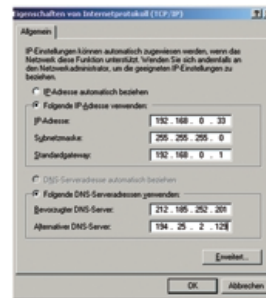 Eigenschaften von Internetprotokoll (TCP/IP)
Allgemein
IP-Einstellungen können automatisch zugewiesen werden, wenn das
Netzwerk diese Funktion unterstützt. Wenden Sie sich andernfalls an
den Netzwerkadministrator, um die geeigneten IP-Einstellungen zu
beziehen.
IP-Adresse automatisch beziehen
Folgende IP-Adresse verwenden:
IP-Adresse: 192 . 168 . 0 . 33
Subnetzmaske: 255 . 255 . 255 . 0
Standardgateway: 192 . 168 . 0 . 1
DNS-Serveradresse automatisch beziehen
Folgende DNS-Serveradressen verwenden:
Bevorzugter DNS-Server: 212 . 185 . 252 . 201
Alternativer DNS-Server: 194 . 25 . 2 . 129
Erweitert...
OK Abbrechen